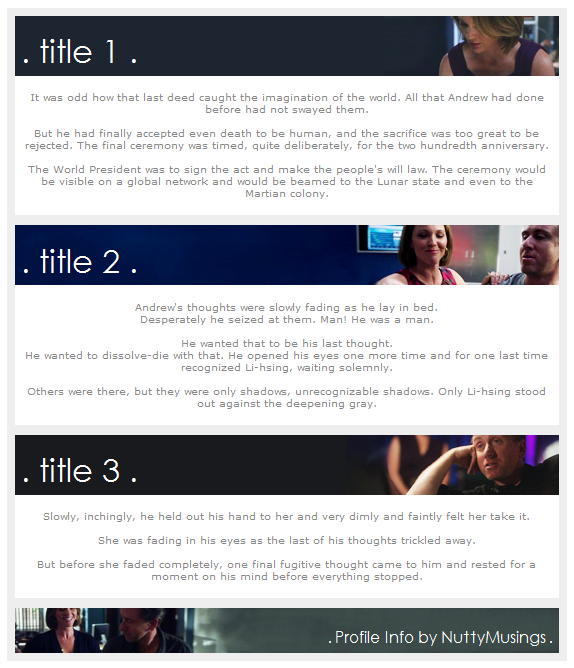 . title 1 .
It was odd how that last deed caught the imagination of the world. All that Andrew had done
before had not swayed them.
But he had finally accepted even death to be human, and the sacrifice was too great to be
rejected. The final ceremony was timed, quite deliberately, for the two hundredth anniversary.
The World President was to sign the act and make the people's will law. The ceremony would
be visible on a global network and would be beamed to the Lunar state and even to the
Martian colony.
. title 2 .
Andrew's thoughts were slowly fading as he lay in bed.
Desperately he seized at them. Man! He was a man.
He wanted that to be his last thought.
He wanted to dissolve-die with that. He opened his eyes one more time and for one last time
recognized Li-hsing, waiting solemnly.
Others were there, but they were only shadows, unrecognizable shadows. Only Li-hsing stood
out against the deepening gray.
. title 3 .
Slowly, inchingly, he held out his hand to her and very dimly and faintly felt her take it.
She was fading in his eyes as the last of his thoughts trickled away.
But before she faded completely, one final fugitive thought came to him and rested for a
moment on his mind before everything stopped.
. Profile Info by NuttyMusings .